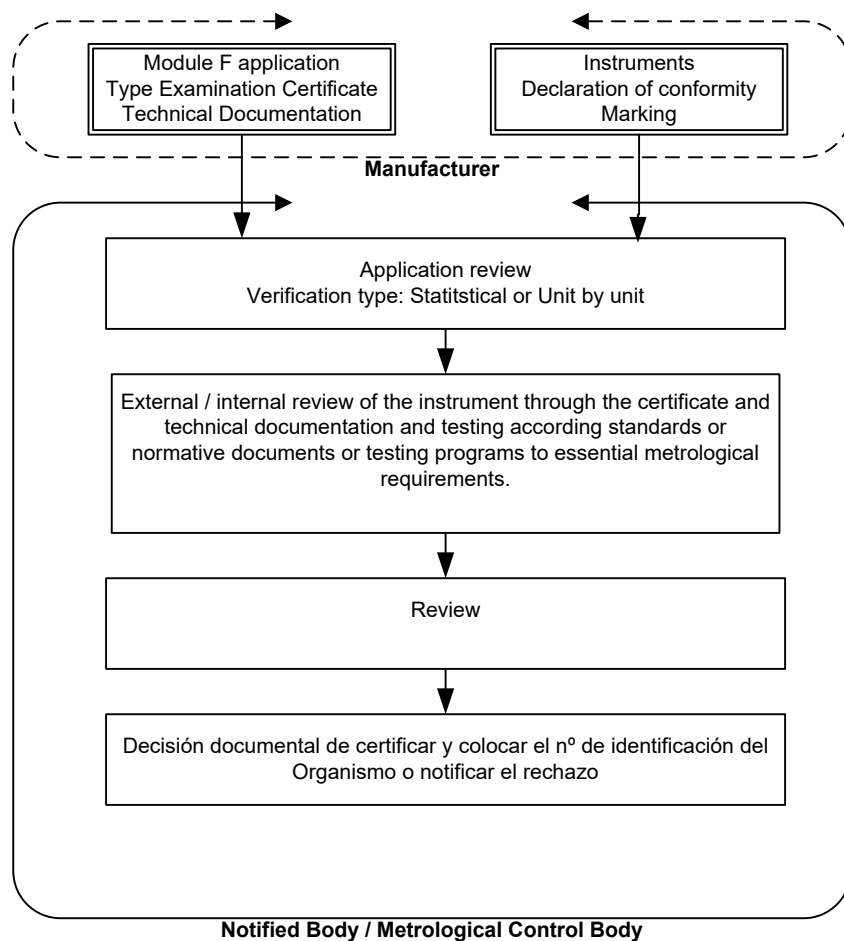 Module F application
Type Examination Certificate
Technical Documentation
Instruments
Declaration of conformity
Marking
Manufacturer
Application review
Verification type: Statitstical or Unit by unit
External / internal review of the instrument through the certificate and
technical documentation and testing according standards or
normative documents or testing programs to essential metrological
requirements.
Review
Decisión documental de certificar y colocar el nº de identificación del
Organismo o notificar el rechazo
Notified Body / Metrological Control Body